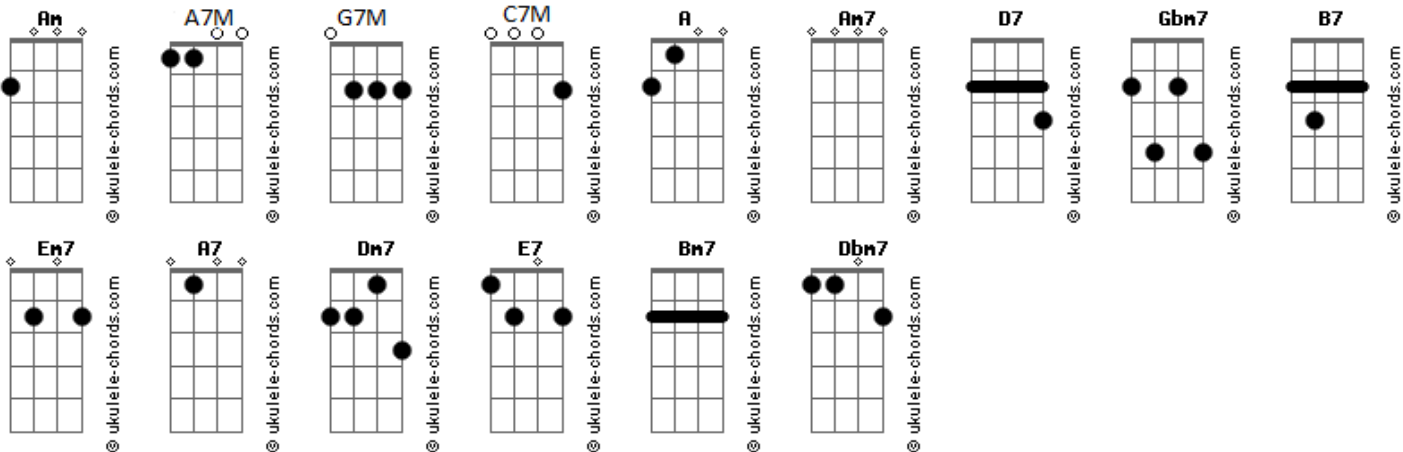 Am A7M G7M C7M A Am7 D7 Gbm7 B7
© ukulele-chords.com © ukulele-chords.com © ukulele-chords.com © ukulele-chords.com © ukulele-chords.com © ukulele-chords.com © ukulele-chords.com © ukulele-chords.com © ukulele-chords.com
Em7 A7 Dm7 E7 Bm7 Dbm7
© ukulele-chords.com © ukulele-chords.com © ukulele-chords.com © ukulele-chords.com © ukulele-chords.com © ukulele-chords.com